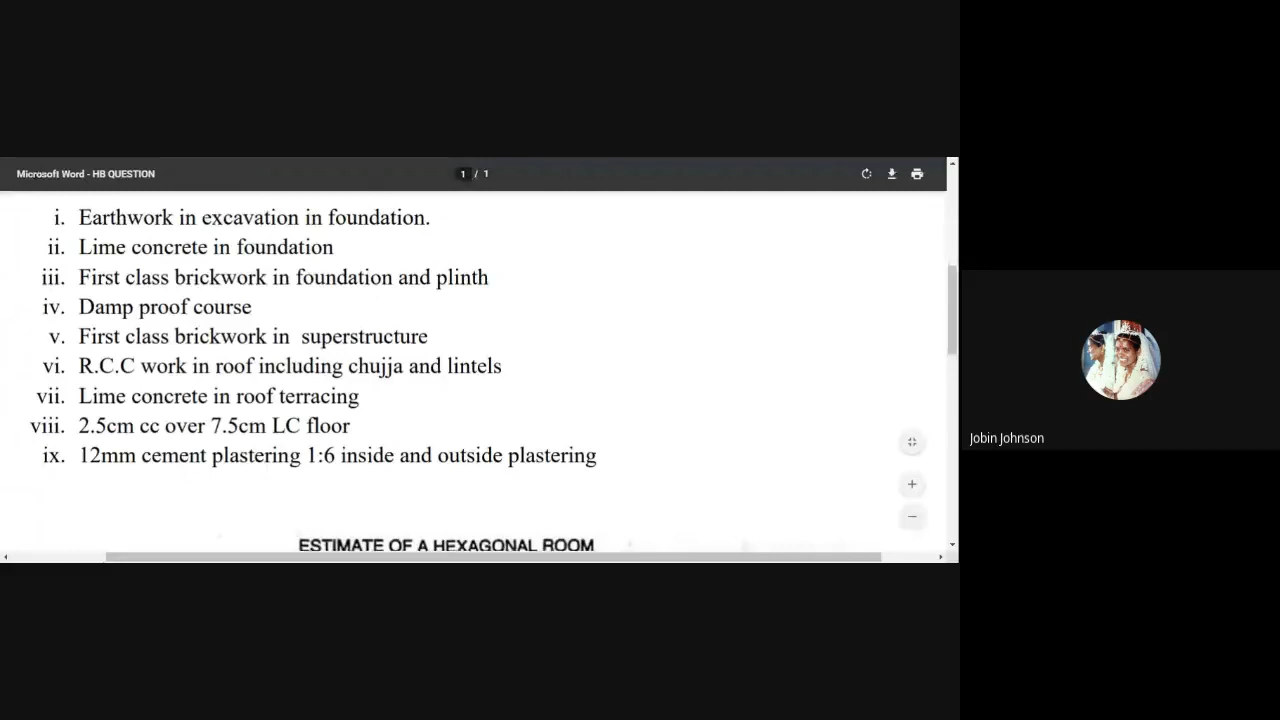 Microsoft Word - HB QUESTION
1 / 1
i. Earthwork in excavation in foundation.
ii. Lime concrete in foundation
iii. First class brickwork in foundation and plinth
iv. Damp proof course
v. First class brickwork in superstructure
vi. R.C.C work in roof including chujja and lintels
vii. Lime concrete in roof terracing
viii. 2.5cm cc over 7.5cm LC floor
ix. 12mm cement plastering 1:6 inside and outside plastering
ESTIMATE OF A HEXAGONAL ROOM
Jobin Johnson